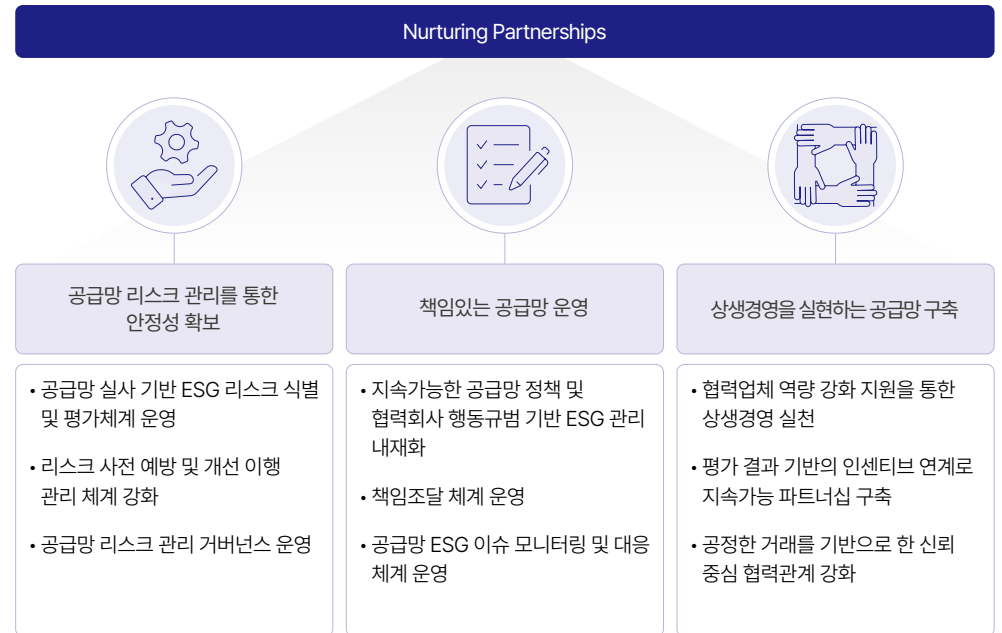 Nurturing Partnerships
공급망 리스크 관리를 통한
안정성 확보
• 공급망 실사 기반 ESG 리스크 식별
및 평가체계 운영
• 리스크 사전 예방 및 개선 이행
관리 체계 강화
• 공급망 리스크 관리 거버넌스 운영
책임있는 공급망 운영
• 지속가능한 공급망 정책 및
협력회사 행동규범 기반 ESG 관리
내재화
• 책임조달 체계 운영
• 공급망 ESG 이슈 모니터링 및 대응
체계 운영
상생경영을 실현하는 공급망 구축
• 협력업체 역량 강화 지원을 통한
상생경영 실천
• 평가 결과 기반의 인센티브 연계로
지속가능 파트너십 구축
• 공정한 거래를 기반으로 한 신뢰
중심 협력관계 강화